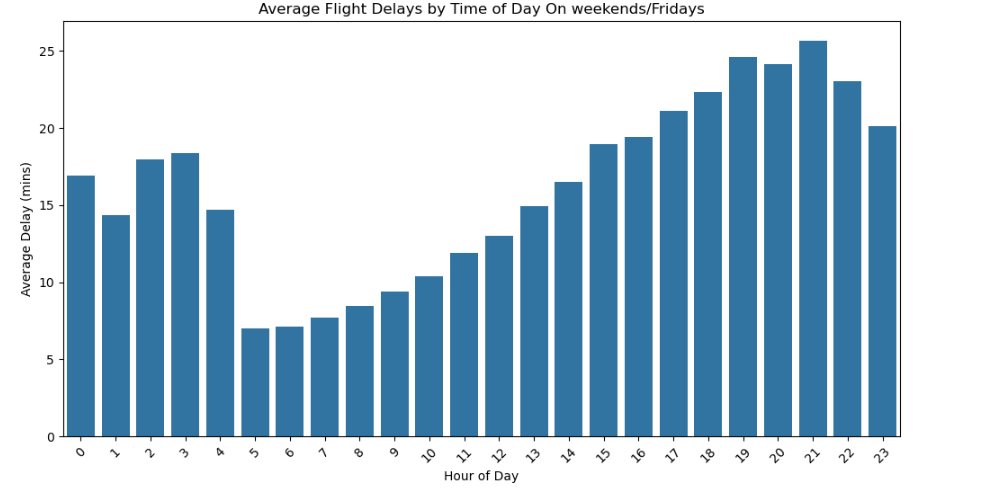 Average Flight Delays by Time of Day On weekends/Fridays
Average Delay (mins)
25
20
15
10
5
0
0 1 2 3 4 5 6 7 8 9 10 11 12 13 14 15 16 17 18 19 20 21 22 23
Hour of Day